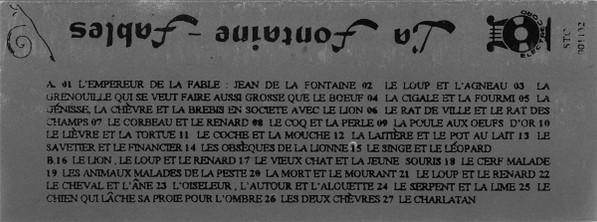 La Fontaine - Fables
ELECTRECORD
STC
001102
A. 01 L'EMPEREUR DE LA FABLE : JEAN DE LA FONTAINE 02 LE LOUP ET L'AGNEAU 03 LA
GRENOUILLE QUI SE VEUT FAIRE AUSSI GROSSE QUE LE BŒUF 04 LA CIGALE ET LA FOURMI 05 LA
GÉNISSE, LA CHÈVRE ET LA BREBIS EN SOCIETE AVEC LE LION 06 LE RAT DE VILLE ET LE RAT DES
CHAMPS 07 LE CORBEAU ET LE RENARD 08 LE COQ ET LA PERLE 09 LA POULE AUX OEUFS D'OR 10
LE LIÈVRE ET LA TORTUE 11 LE COCHE ET LA MOUCHE 12 LA LAITIÈRE ET LE POT AU LAIT 13 LE
SAVETIER ET LE FINANCIER 14 LES OBSÈQUES DE LA LIONNE 15 LE SINGE ET LE LÉOPARD
B.16 LE LION, LE LOUP ET LE RENARD 17 LE VIEUX CHAT ET LA JEUNE SOURIS 18 LE CERF MALADE
19 LES ANIMAUX MALADES DE LA PESTE 20 LA MORT ET LE MOURANT 21 LE LOUP ET LE RENARD 22
LE CHEVAL ET L'ÂNE 23 L'OISELEUR, L'AUTOUR ET L'ALOUETTE 24 LE SERPENT ET LA LIME 25 LE
CHIEN QUI LÂCHE SA PROIE POUR L'OMBRE 26 LES DEUX CHÈVRES 27 LE CHARLATAN